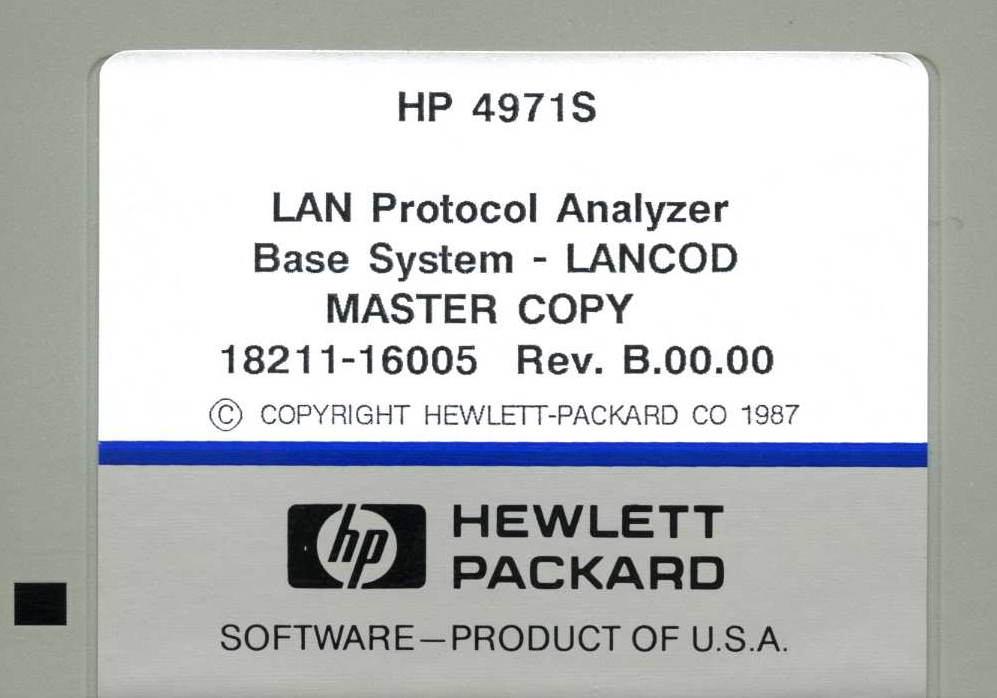 HP 4971S
LAN Protocol Analyzer
Base System - LANCOD
MASTER COPY
18211-16005 Rev. B.00.00
© COPYRIGHT HEWLETT-PACKARD CO 1987
hp HEWLETT
PACKARD
SOFTWARE—PRODUCT OF U.S.A.